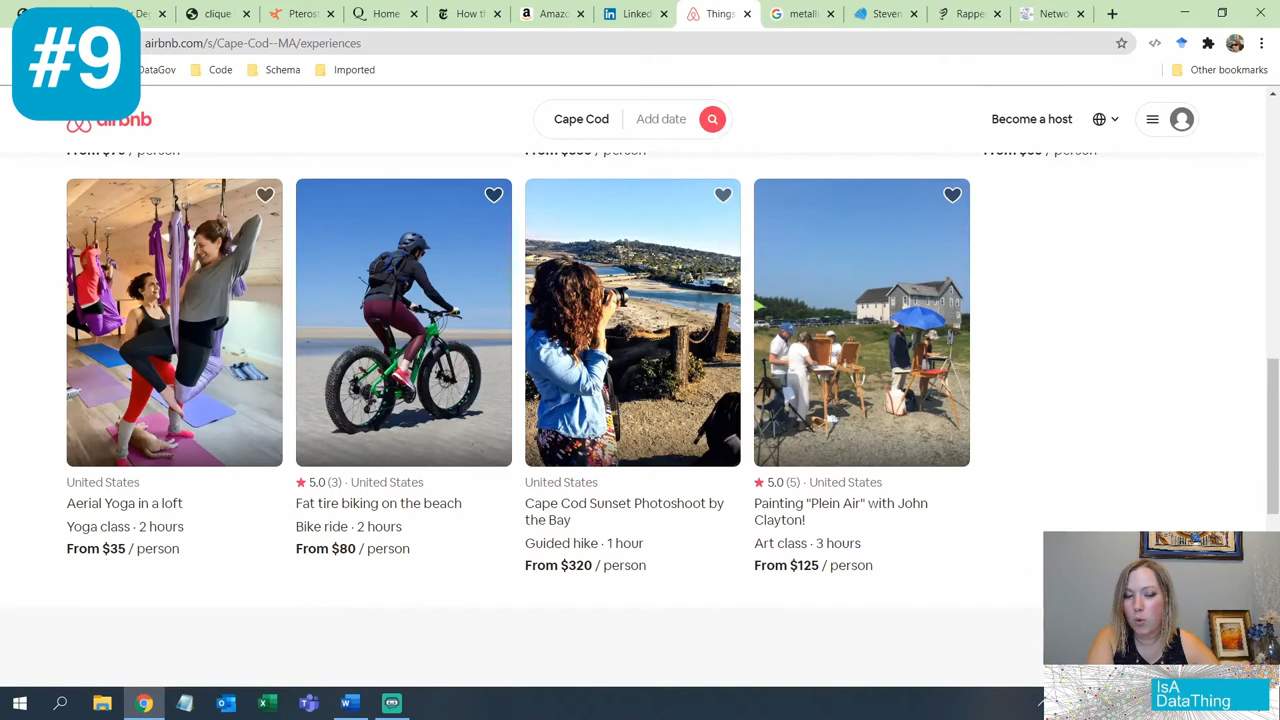 #9
Deg
clique
Pterost
Home
How th
Amazo
Linked
Things
metalli
Steven
Rappe
Netwo
airbnb.com/s/Cape-Cod--MA/experiences
DataGov
Code
Schema
Imported
Other bookmarks
airbnb
Cape Cod
Add date
Become a host
/ person
/ person
/ person
United States
Aerial Yoga in a loft
Yoga class · 2 hours
From $35 / person
5.0 (3) · United States
Fat tire biking on the beach
Bike ride · 2 hours
From $80 / person
United States
Cape Cod Sunset Photoshoot by
the Bay
Guided hike · 1 hour
From $320 / person
5.0 (5) · United States
Painting "Plein Air" with John
Clayton!
Art class · 3 hours
From $125 / person
IsA
DataThing